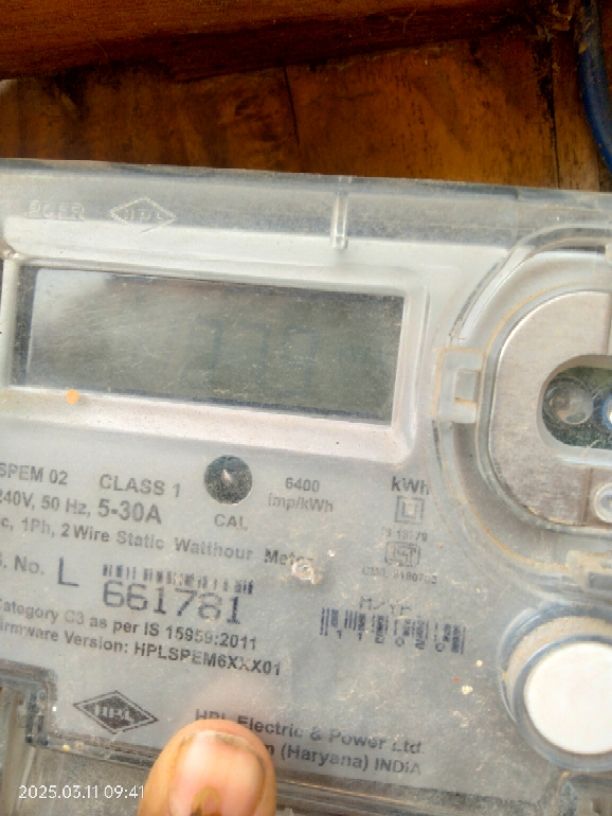 HPL
SPEM 02 CLASS 1 6400 kWh
240V, 50 Hz, 5-30A imp/kWh
CAL
c, 1Ph, 2 Wire Static Watthour Meter
S. No. L 661781
Category C3 as per IS 15959:2011
Firmware Version: HPLSPEM6XXX01
HPL
HPL Electric & Power Ltd
(Haryana) INDIA
2025.03.11 09:41